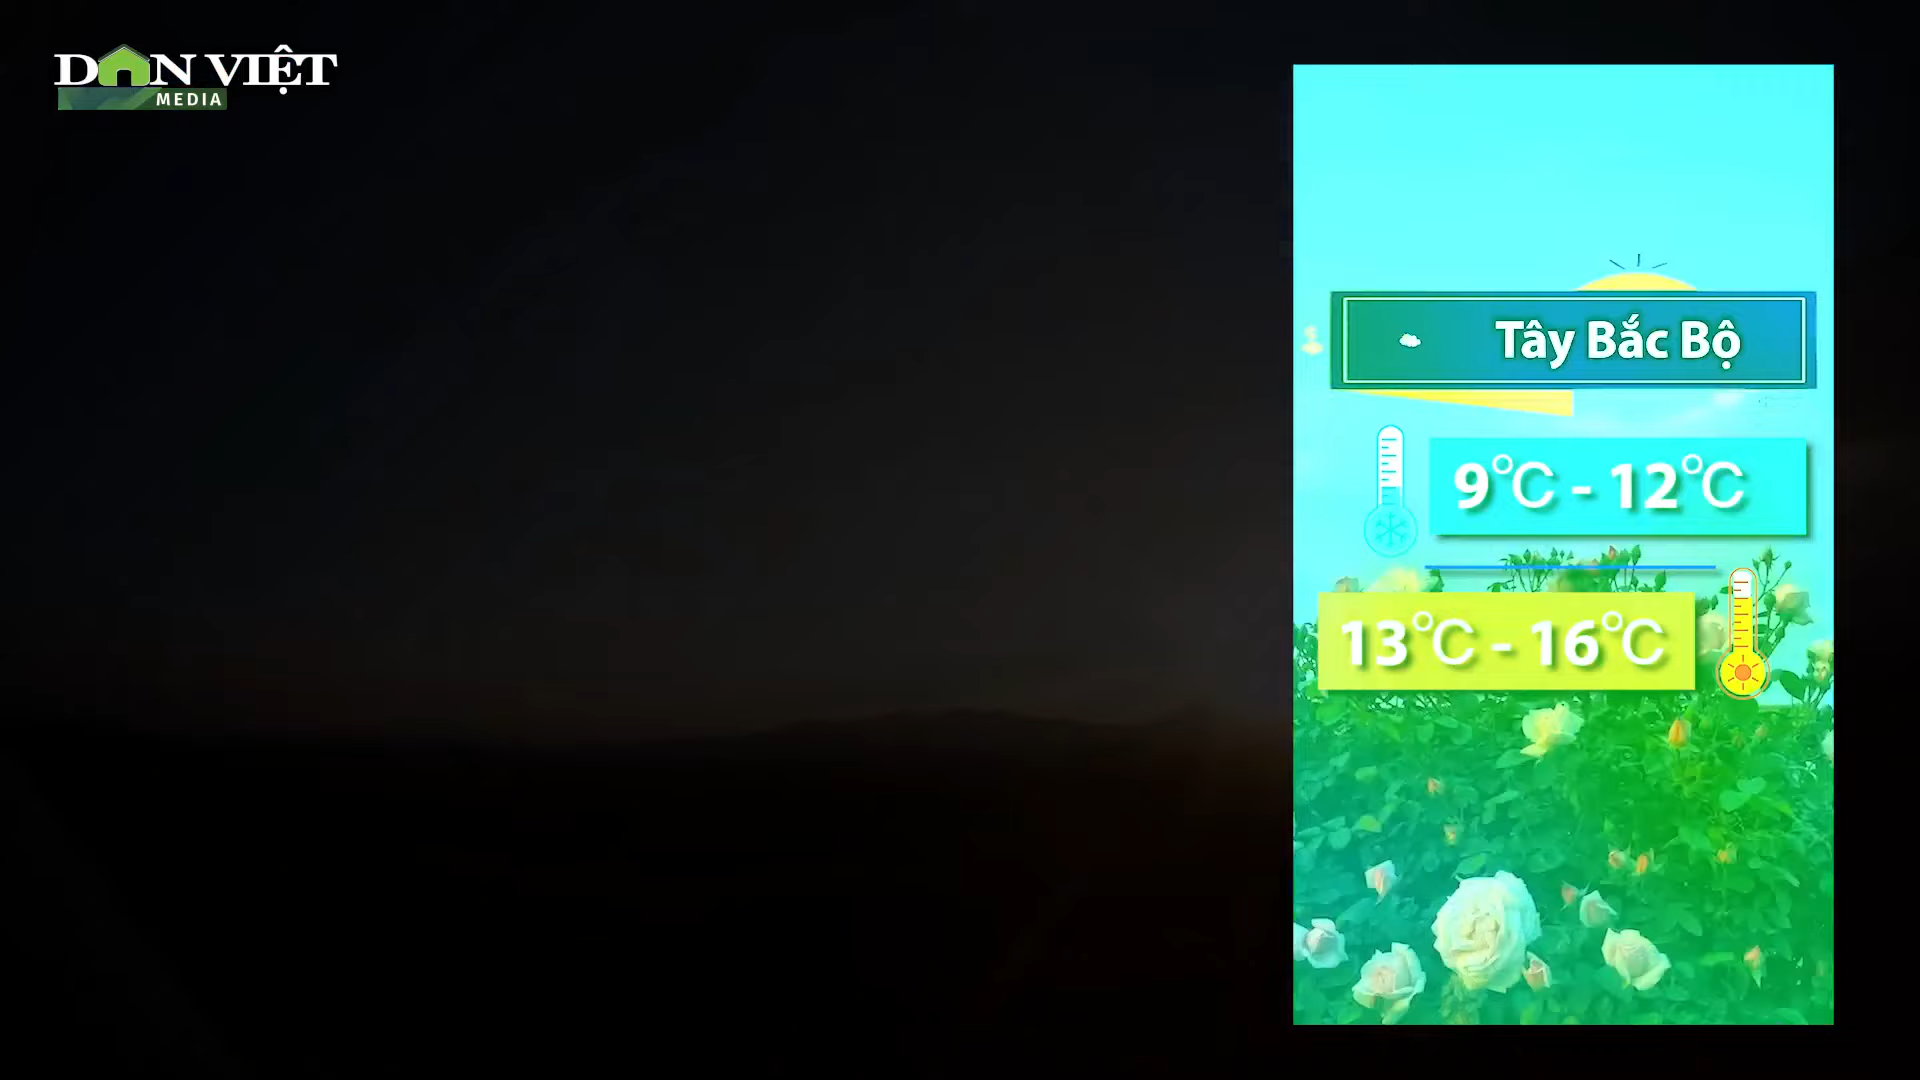 DÂN VIỆT
MEDIA
Tây Bắc Bộ
9°C - 12°C
13°C - 16°C